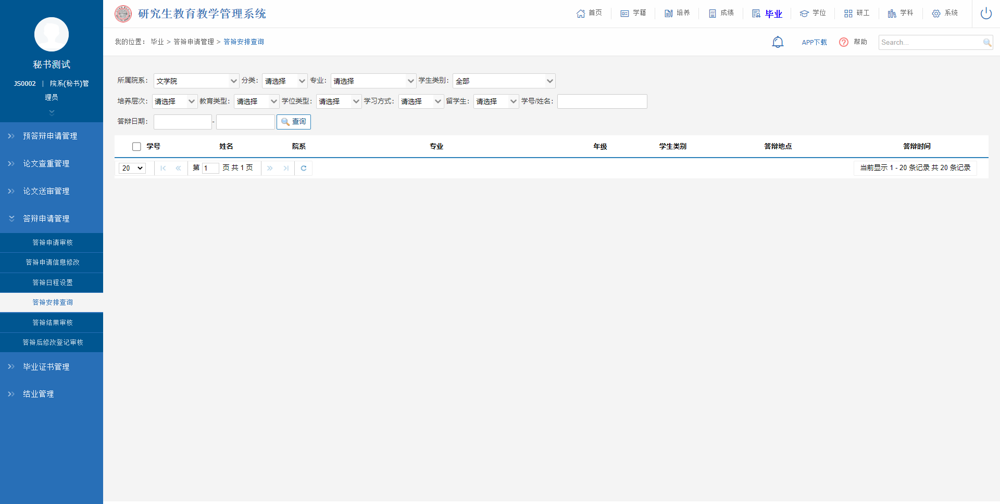 研究生教育教学管理系统
首页 学籍 培养 成绩 毕业 学位 研工 学科 系统
我的位置： 毕业 > 答辩申请管理 > 答辩安排查询
APP下载 帮助 Search...
秘书测试
JS0002 | 院系(秘书)管
理员
预答辩申请管理
论文查重管理
论文送审管理
答辩申请管理
答辩申请审核
答辩申请信息修改
答辩日程设置
答辩安排查询
答辩结果审核
答辩后修改登记审核
毕业证书管理
结业管理
所属院系： 文学院 分类： 请选择 专业： 请选择 学生类别： 全部
培养层次： 请选择 教育类型： 请选择 学位类型： 请选择 学习方式： 请选择 留学生： 请选择 学号/姓名：
答辩日期： - 查询
学号 姓名 院系 专业 年级 学生类别 答辩地点 答辩时间
20 第 1 页 共 1 页 当前显示 1 - 20 条记录 共 20 条记录